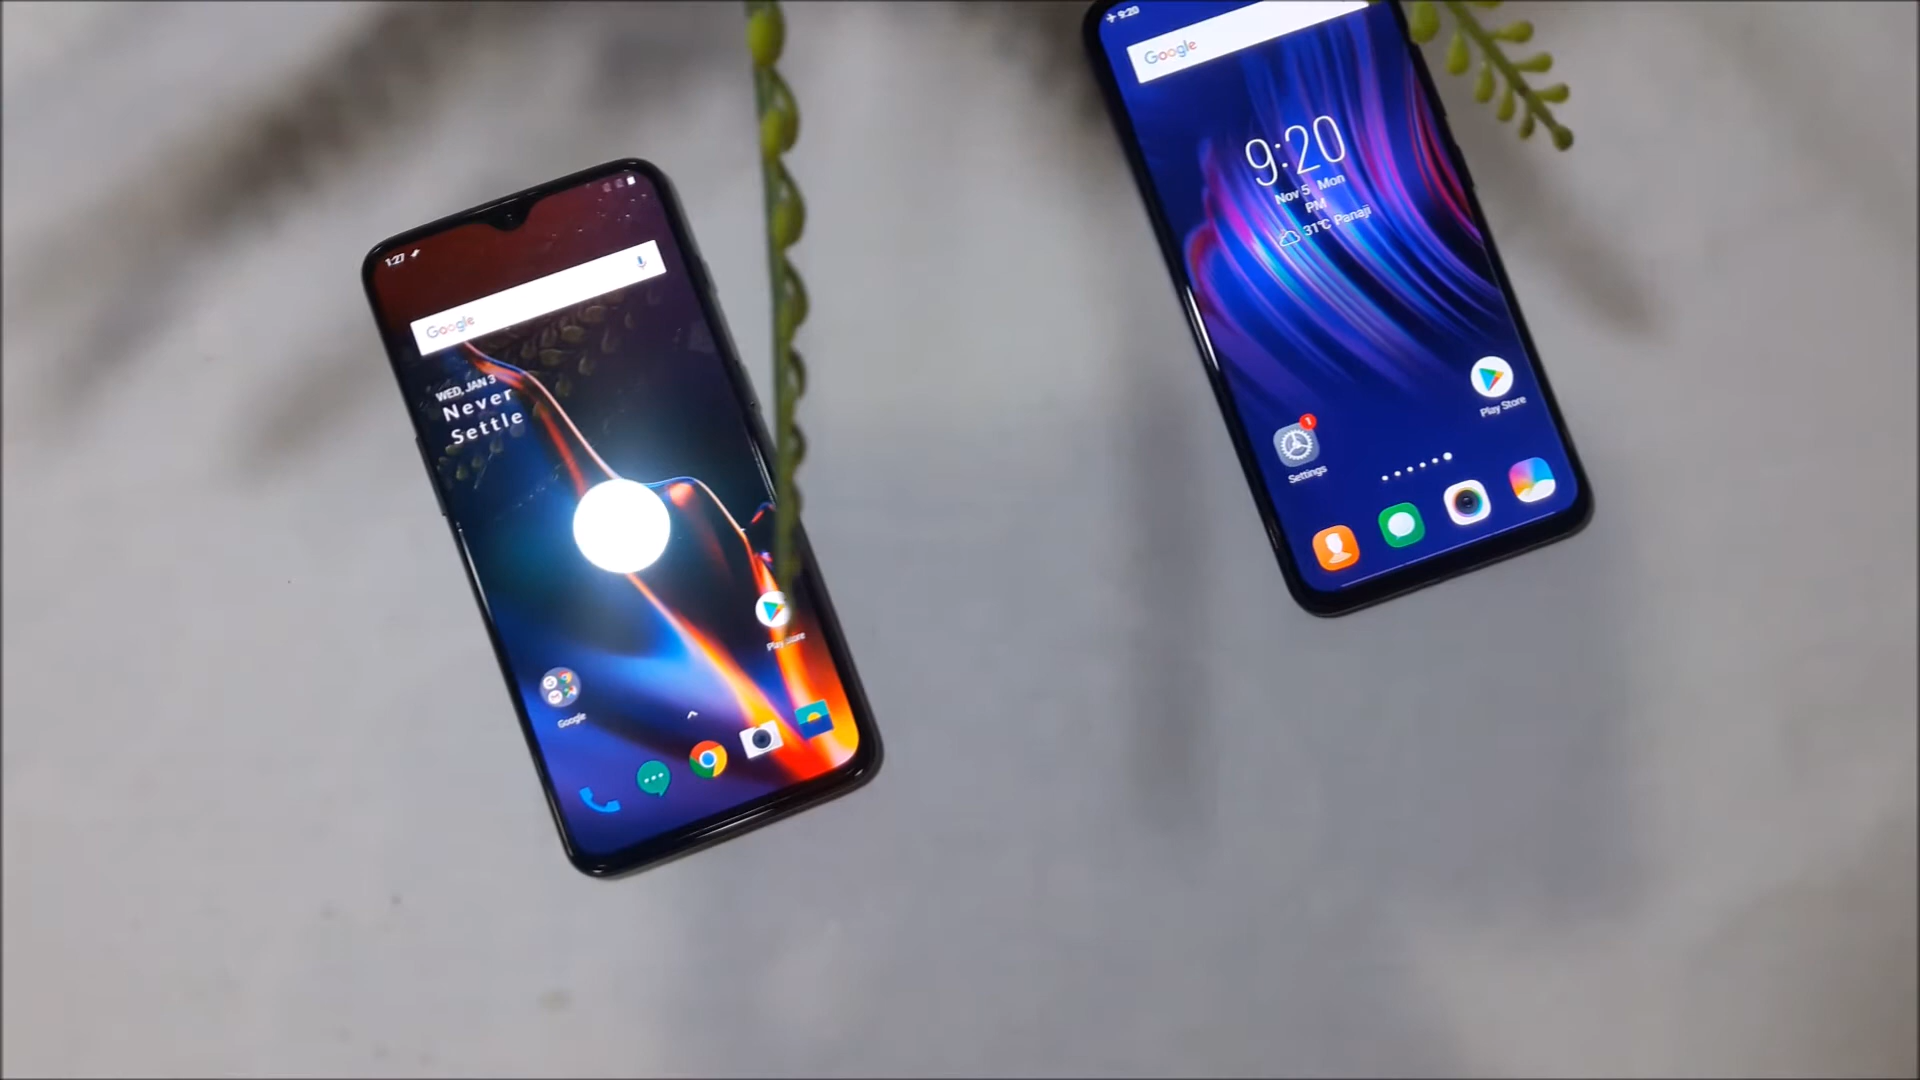 1:27
Google
WED, JAN 3
Never
Settle
Play Store
Google
9:20
Google
9:20
Nov 5 Mon
PM
31°C Panaji
Play Store
1
Settings